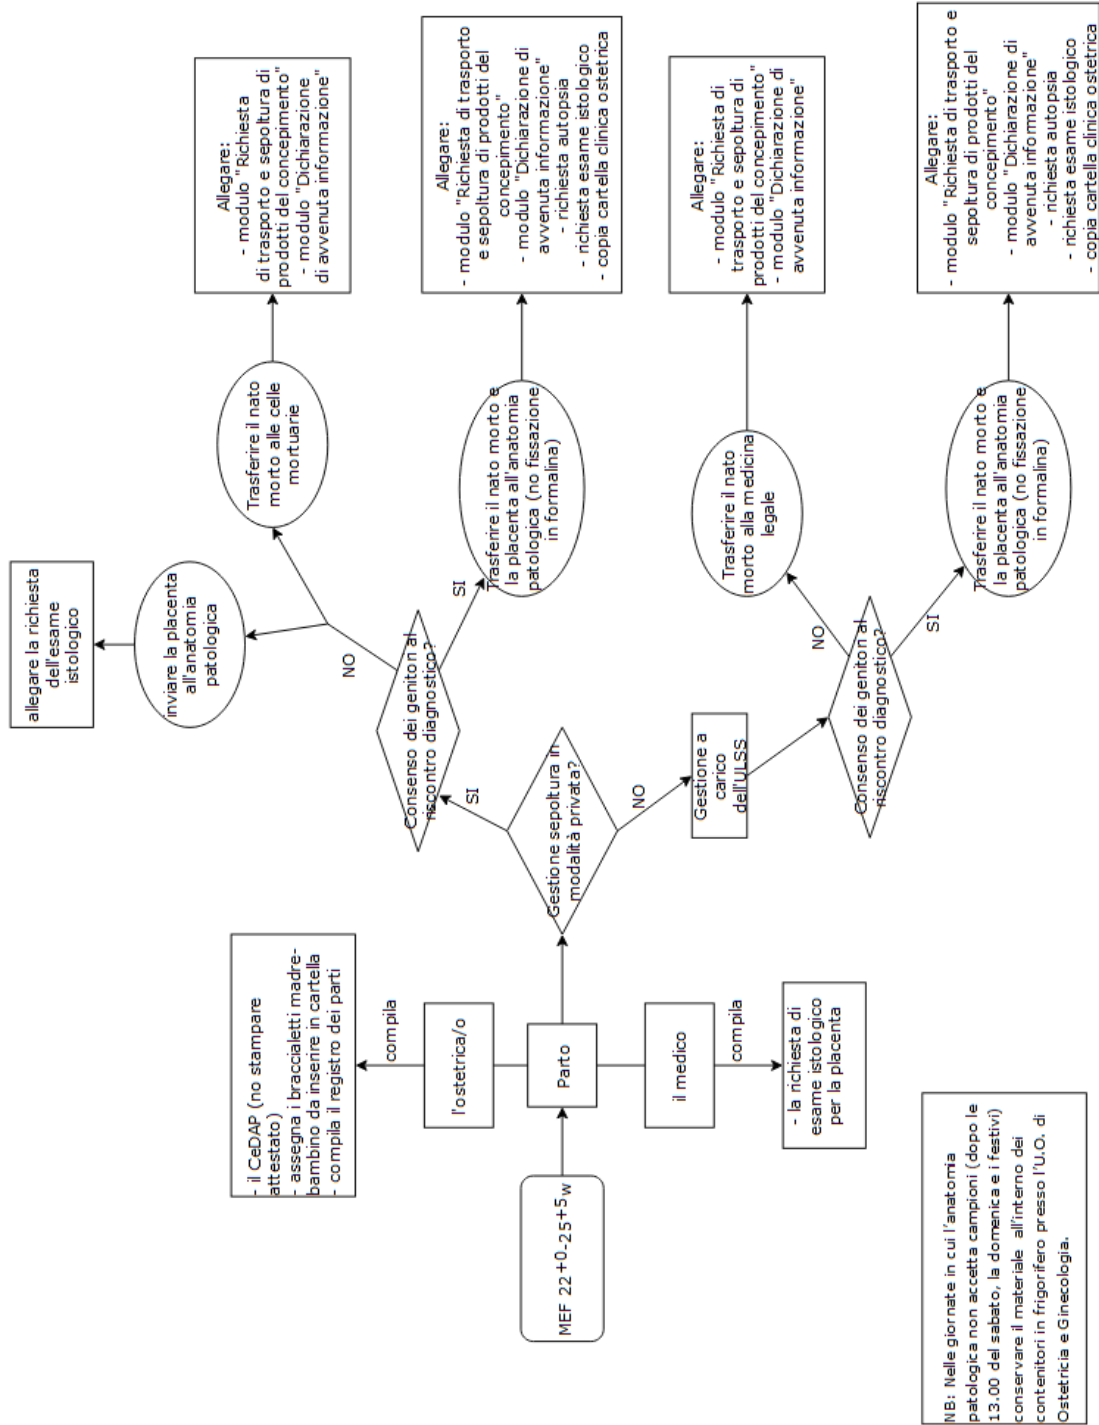 MEF 22+0-25+5w
Parto
l'ostetrica/o
compila
- il CeDAP (no stampare
attestato)
- assegna i braccialetti madre-
bambino da inserire in cartella
- compila il registro dei parti
il medico
compila
- la richiesta di
esame istologico
per la placenta
Gestione sepoltura in
modalità privata?
SI
Consenso dei genitori al
riscontro diagnostico?
NO
inviare la placenta
all'anatomia
patologica
allegare la richiesta
dell'esame
istologico
Trasferire il nato
morto alle celle
mortuarie
Allegare:
- modulo "Richiesta
di trasporto e sepoltura di
prodotti del concepimento"
- modulo "Dichiarazione
di avvenuta informazione"
SI
Trasferire il nato morto e
la placenta all'anatomia
patologica (no fissazione
in formalina)
Allegare:
- modulo "Richiesta di trasporto
e sepoltura di prodotti del
concepimento"
- modulo "Dichiarazione di
avvenuta informazione"
- richiesta autopsia
- richiesta esame istologico
- copia cartella clinica ostetrica
NO
Gestione a
carico
dell'ULSS
Consenso dei genitori al
riscontro diagnostico?
NO
Trasferire il nato
morto alla medicina
legale
Allegare:
- modulo "Richiesta di
trasporto e sepoltura di
prodotti del concepimento"
- modulo "Dichiarazione di
avvenuta informazione"
SI
Trasferire il nato morto e
la placenta all'anatomia
patologica (no fissazione
in formalina)
Allegare:
- modulo "Richiesta di trasporto e
sepoltura di prodotti del
concepimento"
- modulo "Dichiarazione di
avvenuta informazione"
- richiesta autopsia
- richiesta esame istologico
- copia cartella clinica ostetrica
NB: Nelle giornate in cui l'anatomia
patologica non accetta campioni (dopo le
13.00 del sabato, la domenica e i festivi)
conservare il materiale all'interno dei
contenitori in frigorifero presso l'U.O. di
Ostetricia e Ginecologia.